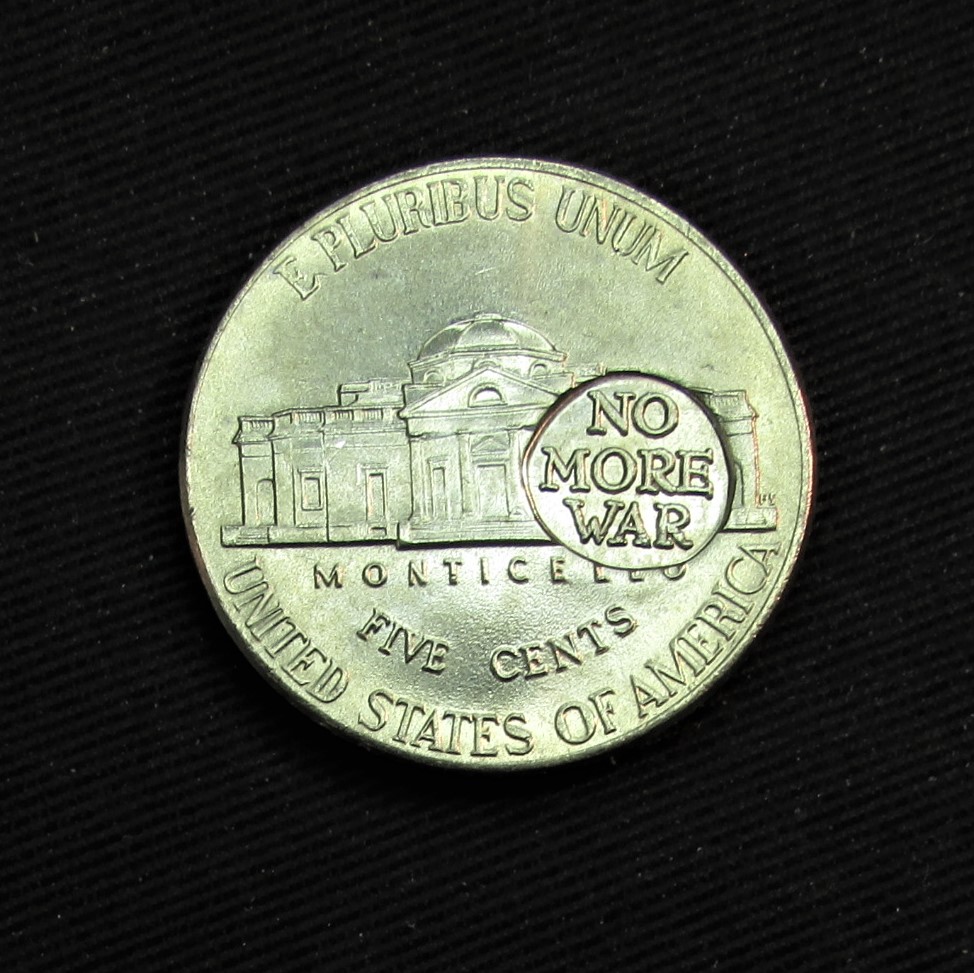 E PLURIBUS UNUM
NO
MORE
WAR
MONTICELLO
FIVE CENTS
UNITED STATES OF AMERICA